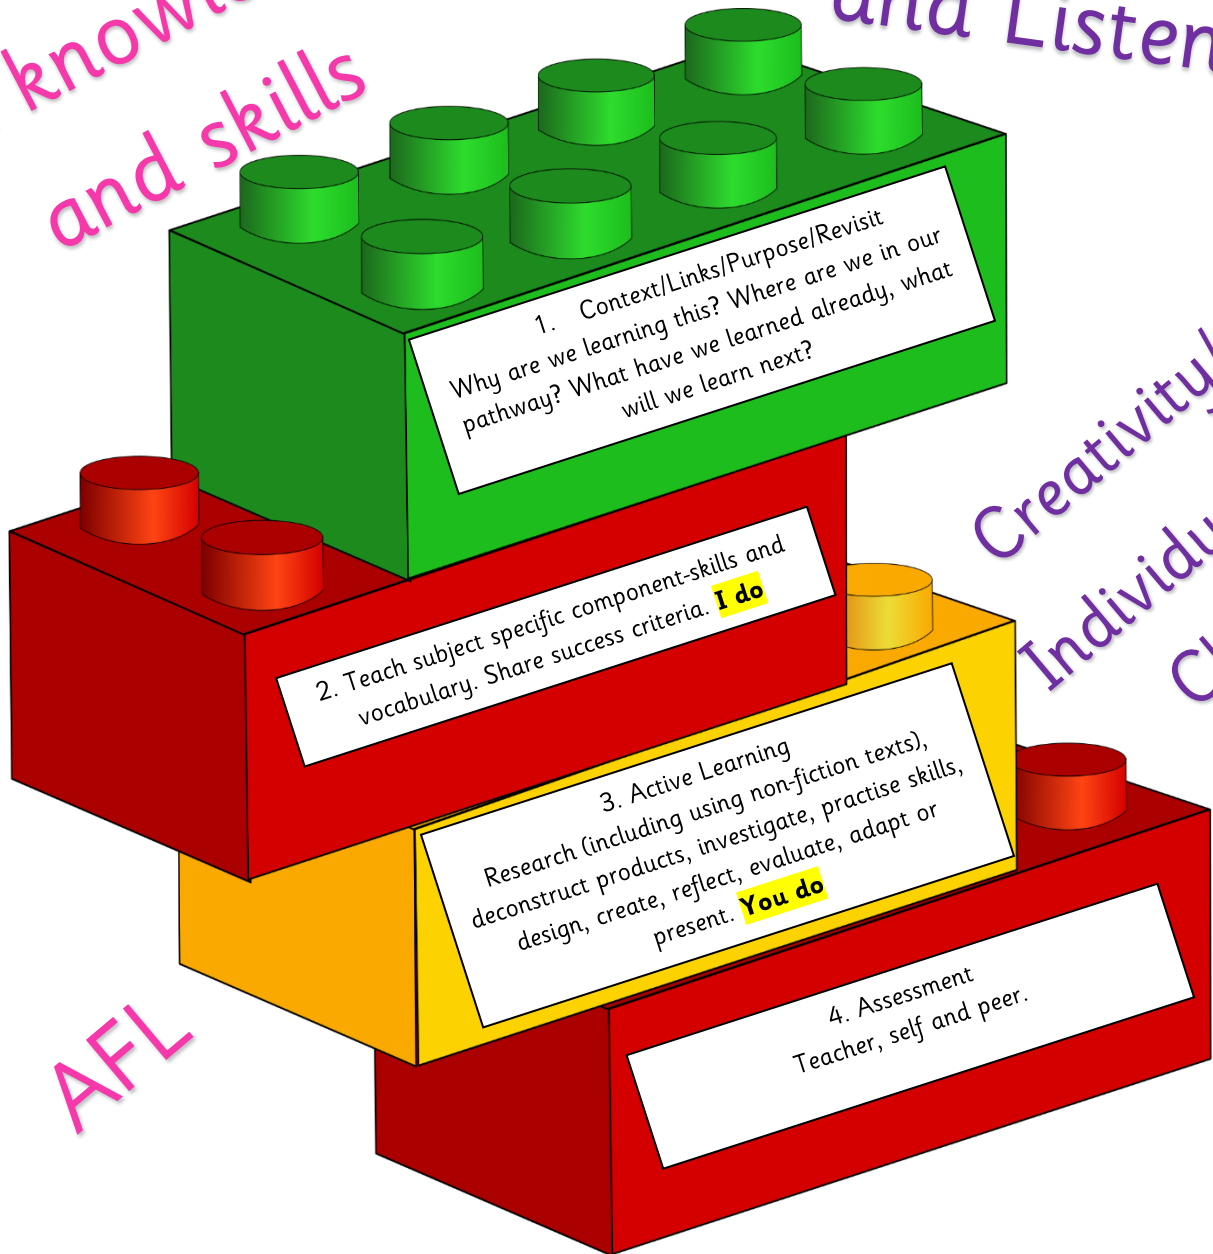 and skills
1. Context/Links/Purpose/Revisit
Why are we learning this? Where are we in our
pathway? What have we learned already, what
will we learn next?
2. Teach subject specific component-skills and
vocabulary. Share success criteria. I do
3. Active Learning
Research (including using non-fiction texts),
deconstruct products, investigate, practise skills,
design, create, reflect, evaluate, adapt or
present. You do
4. Assessment
Teacher, self and peer.
AFL
and Listen
Creativity/